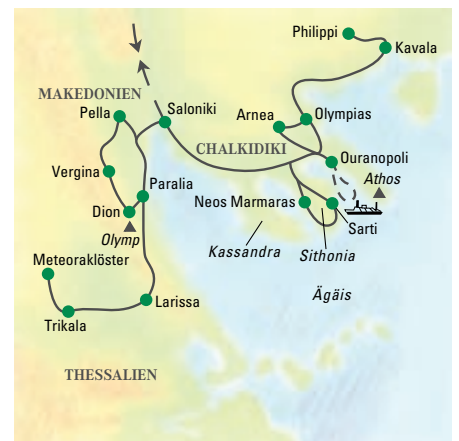 Philippi
Kavala
MAKEDONIEN
Pella
Saloniki
Arnea
Olympias
CHALKIDIKI
Ouranopoli
Vergina
Paralia
Athos
Dion
Neos Marmaras
Olymp
Sarti
Kassandra
Sithonia
Meteoraklöster
Ägäis
Larissa
Trikala
THESSALIEN